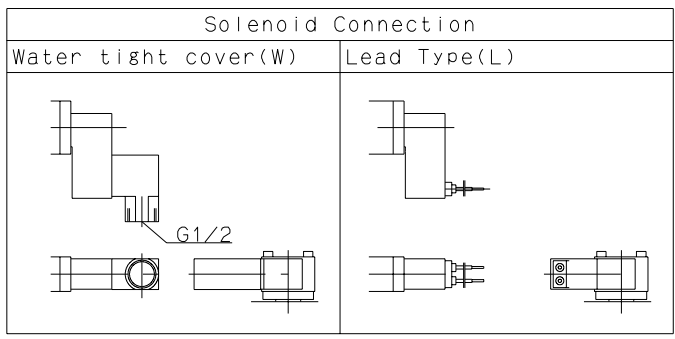 Solenoid Connection
Water tight cover(W)
Lead Type(L)
G1/2